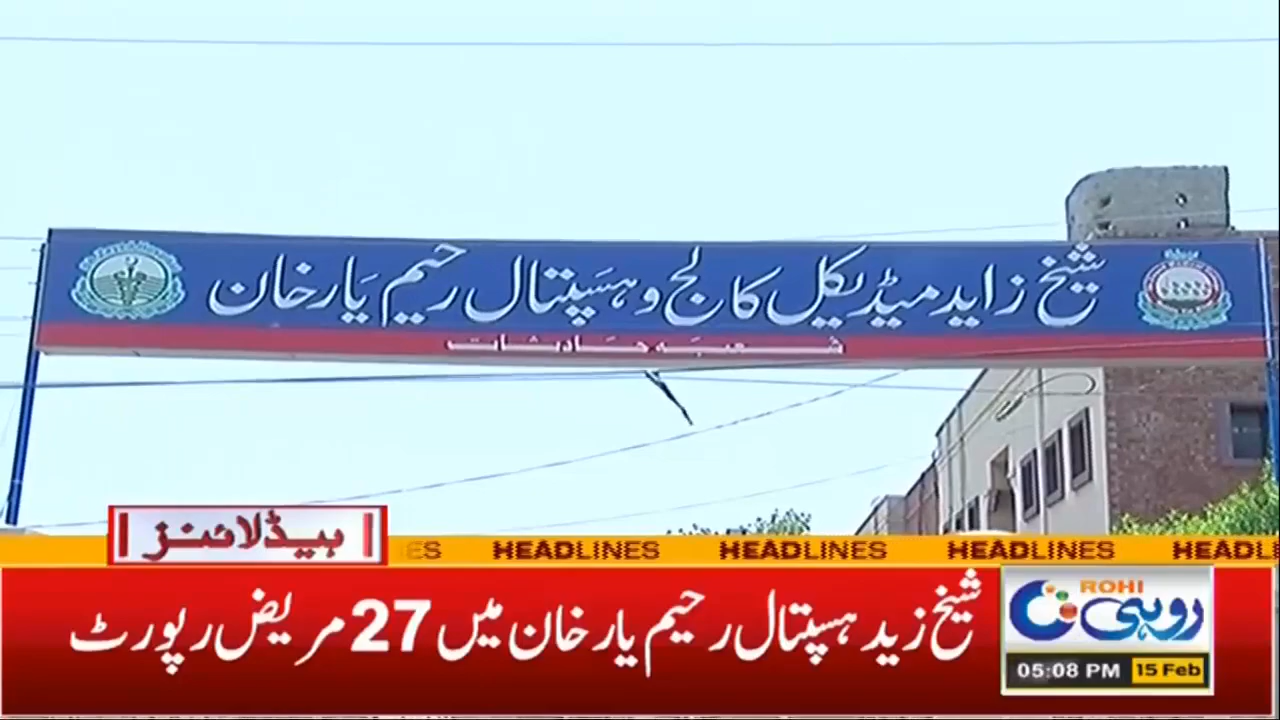 شیخ زاید میڈیکل کالج و ہسپتال رحیم یار خان
شعبہ حادثات
ہیڈلائنز
HEADLINES HEADLINES HEADLINES
شیخ زید ہسپتال رحیم یار خان میں 27 مریض رپورٹ
ROHI
روہی
05:08 PM 15 Feb